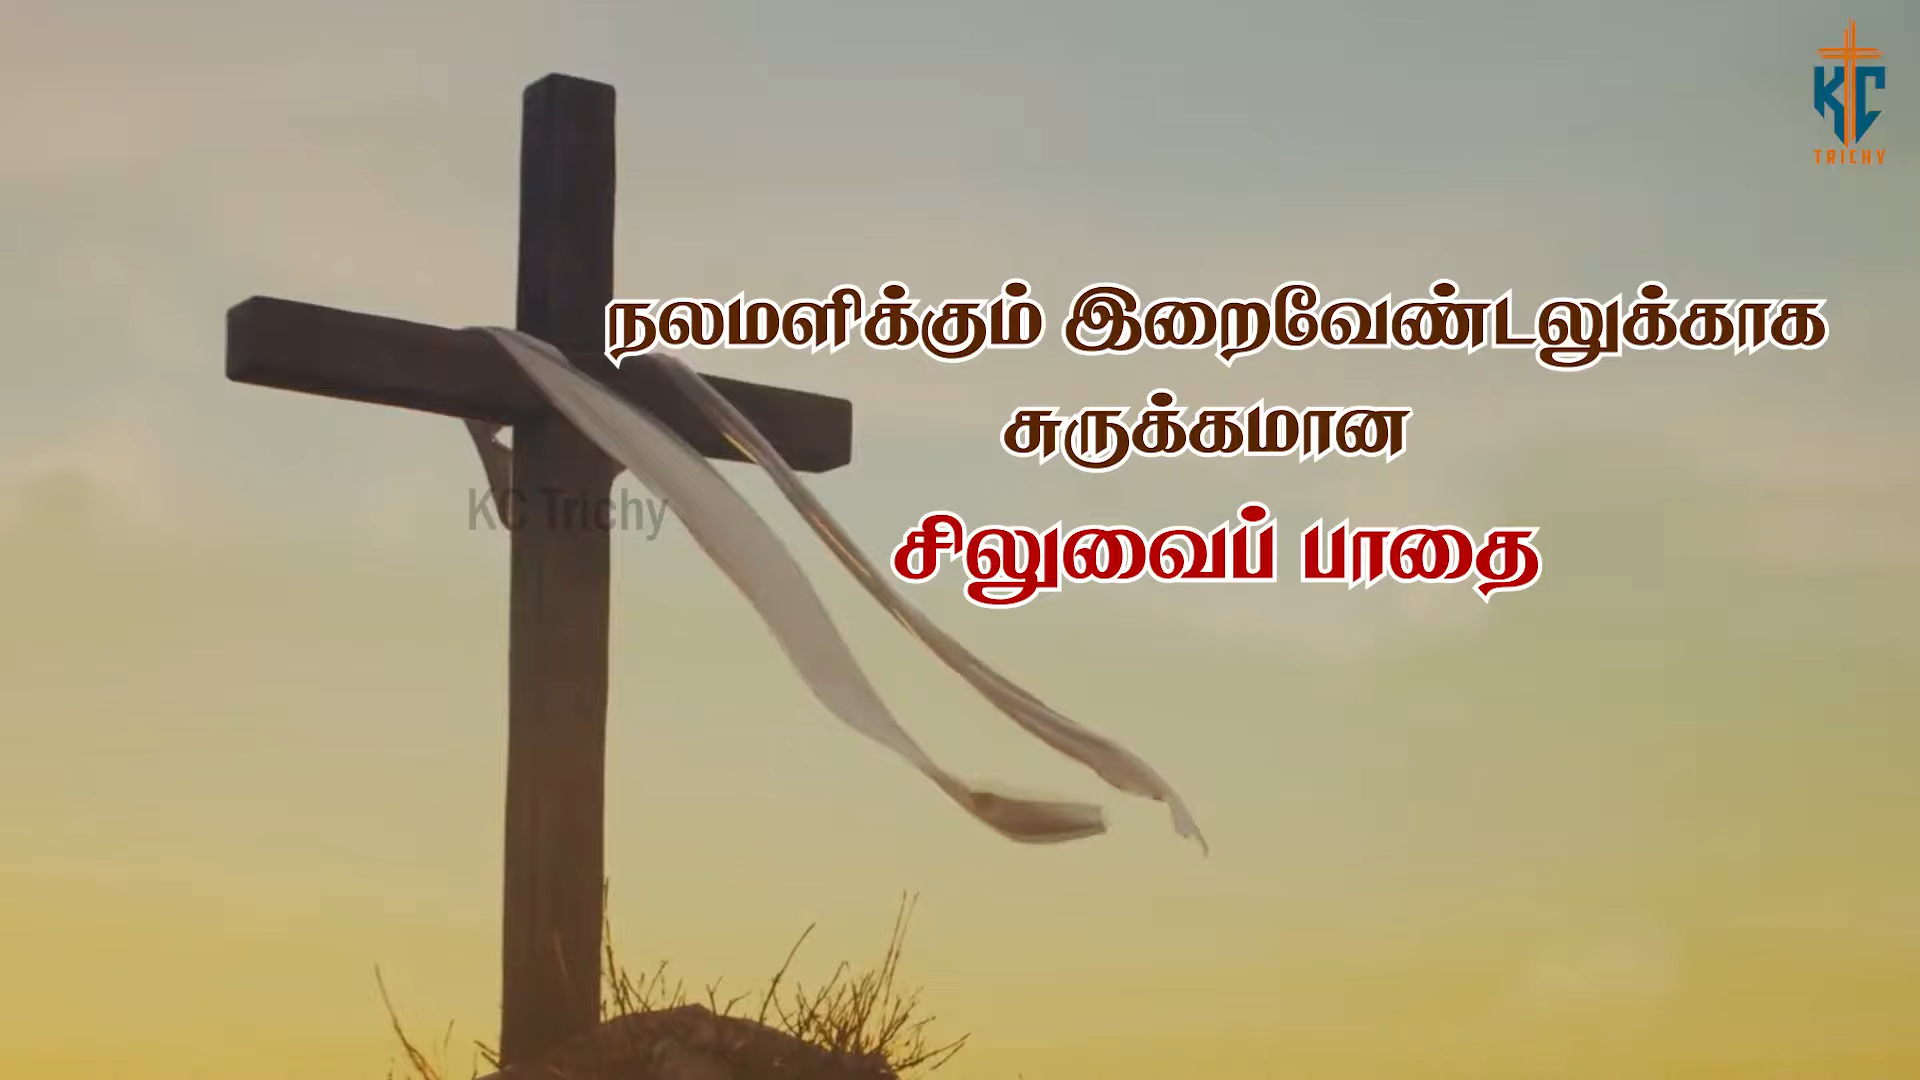 KC
TRICHY
நலமளிக்கும் இறைவேண்டலுக்காக
சுருக்கமான
சிலுவைப் பாதை
KC Trichy